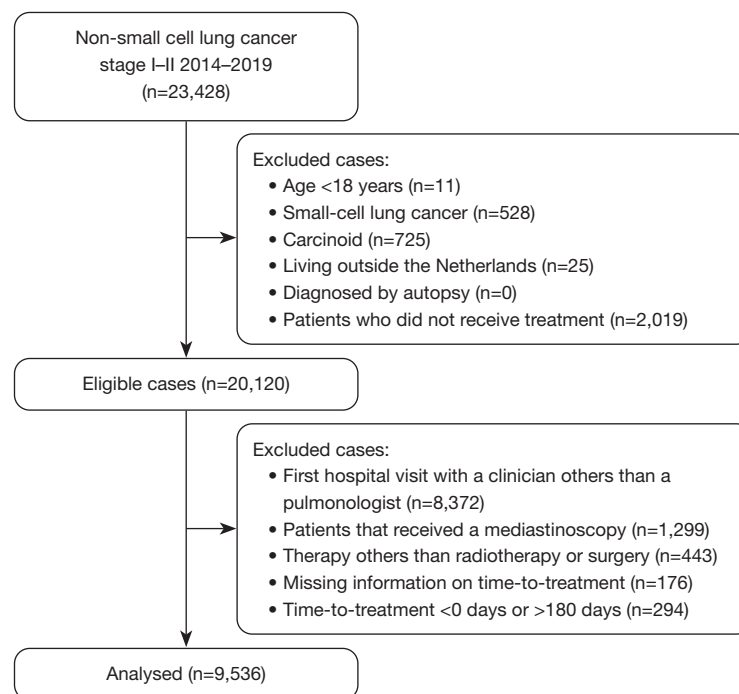 Non-small cell lung cancer
stage I–II 2014–2019
(n=23,428)
Excluded cases:
• Age <18 years (n=11)
• Small-cell lung cancer (n=528)
• Carcinoid (n=725)
• Living outside the Netherlands (n=25)
• Diagnosed by autopsy (n=0)
• Patients who did not receive treatment (n=2,019)
Eligible cases (n=20,120)
Excluded cases:
• First hospital visit with a clinician others than a
pulmonologist (n=8,372)
• Patients that received a mediastinoscopy (n=1,299)
• Therapy others than radiotherapy or surgery (n=443)
• Missing information on time-to-treatment (n=176)
• Time-to-treatment <0 days or >180 days (n=294)
Analysed (n=9,536)